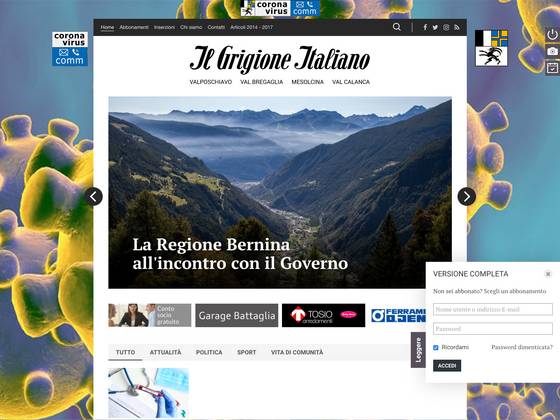 corona
virus
comm
corona
virus
comm
Home Abbonamenti Inserzioni Chi siamo Contatti Articoli 2014 - 2017
Il Grigione Italiano
VALPOSCHIAVO VAL BREGAGLIA MESOLCINA VAL CALANCA
La Regione Bernina
all'incontro con il Governo
Conto
socio
gratuito
Garage Battaglia
TOSIO
arredamenti
FERRAME
VERSIONE COMPLETA
Non sei abbonato? Scegli un abbonamento
Nome utente o indirizzo E-mail
Password
Ricordami Password dimenticata?
ACCEDI
Leggere
TUTTO ATTUALITÀ POLITICA SPORT VITA DI COMUNITÀ